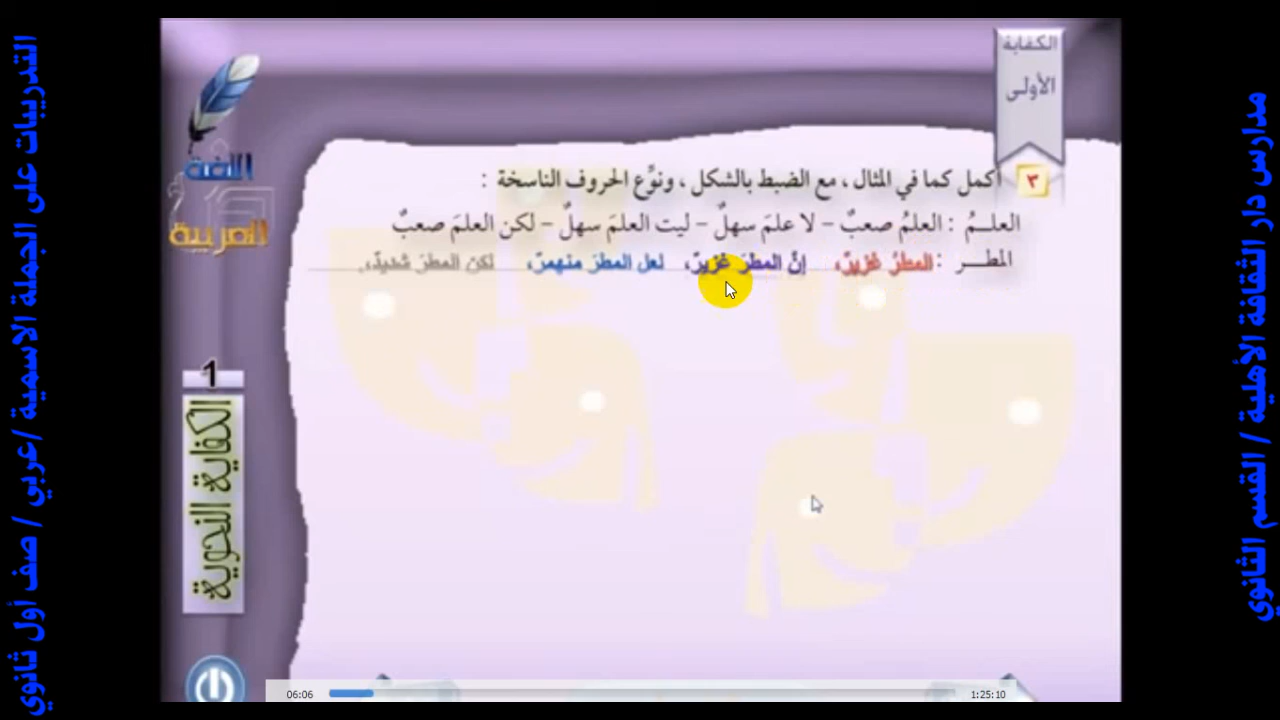 مدارس دار الثقافة الأهلية / القسم الثانوي
التدريبات على الجملة الاسمية /عربي / صف أول ثانوي
الكفاية
الأولى
اللغة
العربية
٣ أكمل كما في المثال ، مع الضبط بالشكل ، ونوِّع الحروف الناسخة :
العلــمُ : العلمُ صعبٌ – لا علمَ سهلٌ – ليت العلمَ سهلٌ – لكن العلمَ صعبٌ
المطــر : المطرُ غزيرٌ، إنَّ المطرَ غزيرٌ، لعل المطرَ منهمرٌ، لكن المطرَ شديدٌ،
1
الكفاية النحوية
06:06
1:25:10